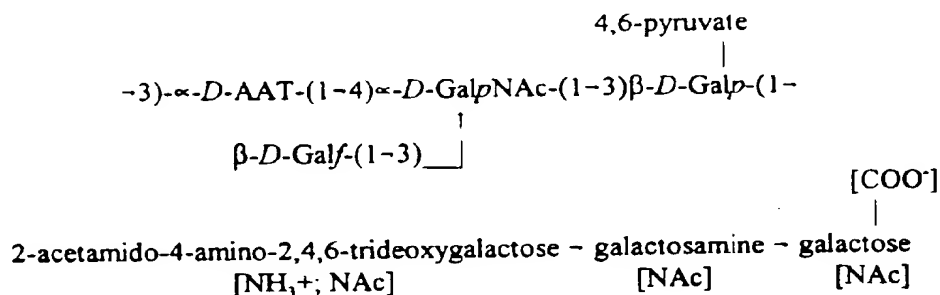 4,6-pyruvate
-3)-∝-D-AAT-(1-4)∝-D-GalpNAc-(1-3)β-D-Galp-(1-
β-D-Galf-(1-3)
[COO-]
2-acetamido-4-amino-2,4,6-trideoxygalactose - galactosamine - galactose
[NH3+; NAc] [NAc] [NAc]